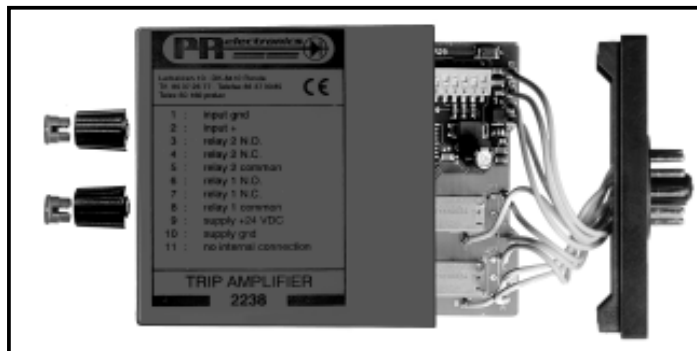 PR electronics
CE
1 : input gnd
2 : input +
3 : relay 2 N.O.
4 : relay 2 N.C.
5 : relay 2 common
6 : relay 1 N.O.
7 : relay 1 N.C.
8 : relay 1 common
9 : supply +24 VDC
10 : supply gnd
11 : no internal connection
TRIP AMPLIFIER
2238